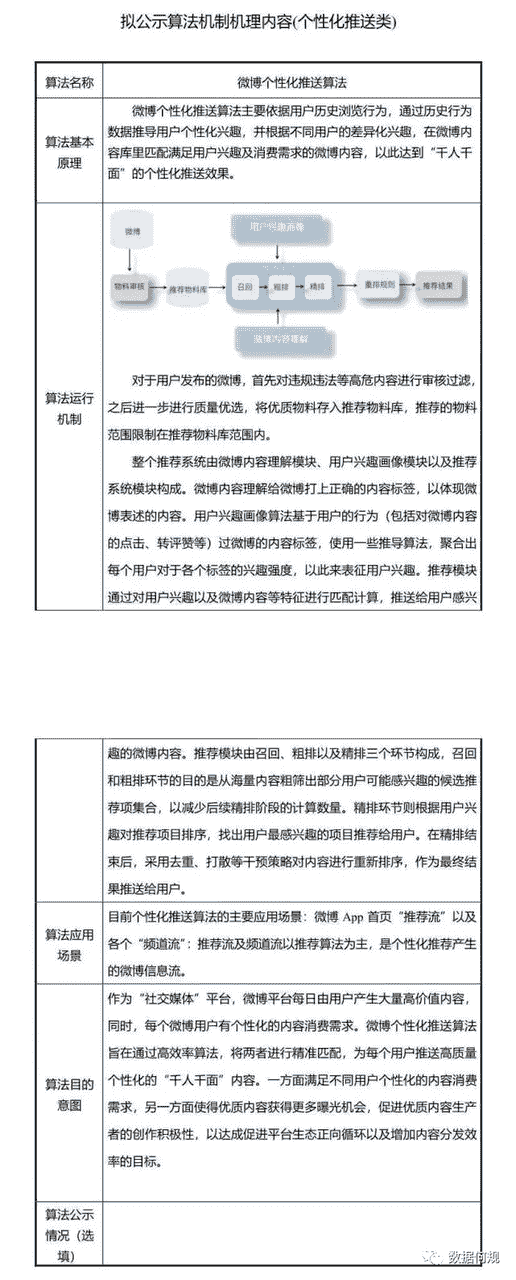 拟公示算法机制机理内容(个性化推送类)
算法名称
微博个性化推送算法
算法基本
原理
微博个性化推送算法主要依据用户历史浏览行为，通过历史行为
数据推导用户个性化兴趣，并根据不同用户的差异化兴趣，在微博内
容库里匹配满足用户兴趣及消费需求的微博内容，以此达到“千人千
面”的个性化推送效果。
算法运行
机制
用户兴趣画像
微博
物料审核
推荐物料库
召回
粗排
精排
重排规则
推荐结果
微博内容理解
对于用户发布的微博，首先对违规违法等高危内容进行审核过滤，
之后进一步进行质量优选，将优质物料存入推荐物料库，推荐的物料
范围限制在推荐物料库范围内。
整个推荐系统由微博内容理解模块、用户兴趣画像模块以及推荐
系统模块构成。微博内容理解给微博打上正确的内容标签，以体现微
博表述的内容。用户兴趣画像算法基于用户的行为（包括对微博内容
的点击、转评赞等）过微博的内容标签，使用一些推导算法，聚合出
每个用户对于各个标签的兴趣强度，以此来表征用户兴趣。推荐模块
通过对用户兴趣以及微博内容等特征进行匹配计算，推送给用户感兴
趣的微博内容。推荐模块由召回、粗排以及精排三个环节构成，召回
和粗排环节的目的是从海量内容粗筛出部分用户可能感兴趣的候选推
荐项集合，以减少后续精排阶段的计算数量。精排环节则根据用户兴
趣对推荐项目排序，找出用户最感兴趣的项目推荐给用户。在精排结
束后，采用去重、打散等干预策略对内容进行重新排序，作为最终结
果推送给用户。
算法应用
场景
目前个性化推送算法的主要应用场景：微博 App 首页“推荐流”以及
各个“频道流”：推荐流及频道流以推荐算法为主，是个性化推荐产生
的微博信息流。
算法目的
意图
作为“社交媒体”平台，微博平台每日由用户产生大量高价值内容，
同时，每个微博用户有个性化的内容消费需求。微博个性化推送算法
旨在通过高效率算法，将两者进行精准匹配，为每个用户推送高质量
个性化的“千人千面”内容。一方面满足不同用户个性化的内容消费
需求，另一方面使得优质内容获得更多曝光机会，促进优质内容生产
者的创作积极性，以达成促进平台生态正向循环以及增加内容分发效
率的目标。
算法公示
情况（选
填）
数据何规